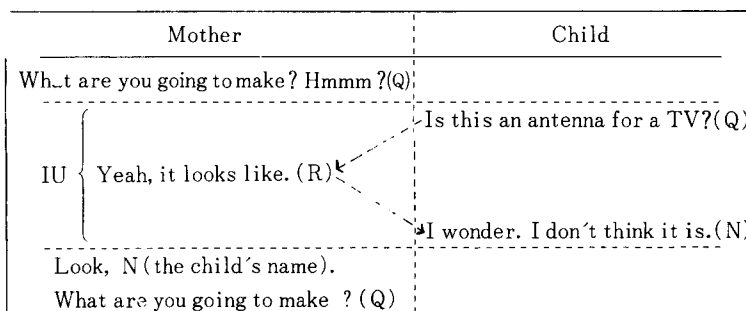 Mother Child
What are you going to make? Hmmm?(Q)
Is this an antenna for a TV?(Q)
IU { Yeah, it looks like. (R)
I wonder. I don't think it is.(N)
Look, N(the child's name).
What are you going to make ? (Q)